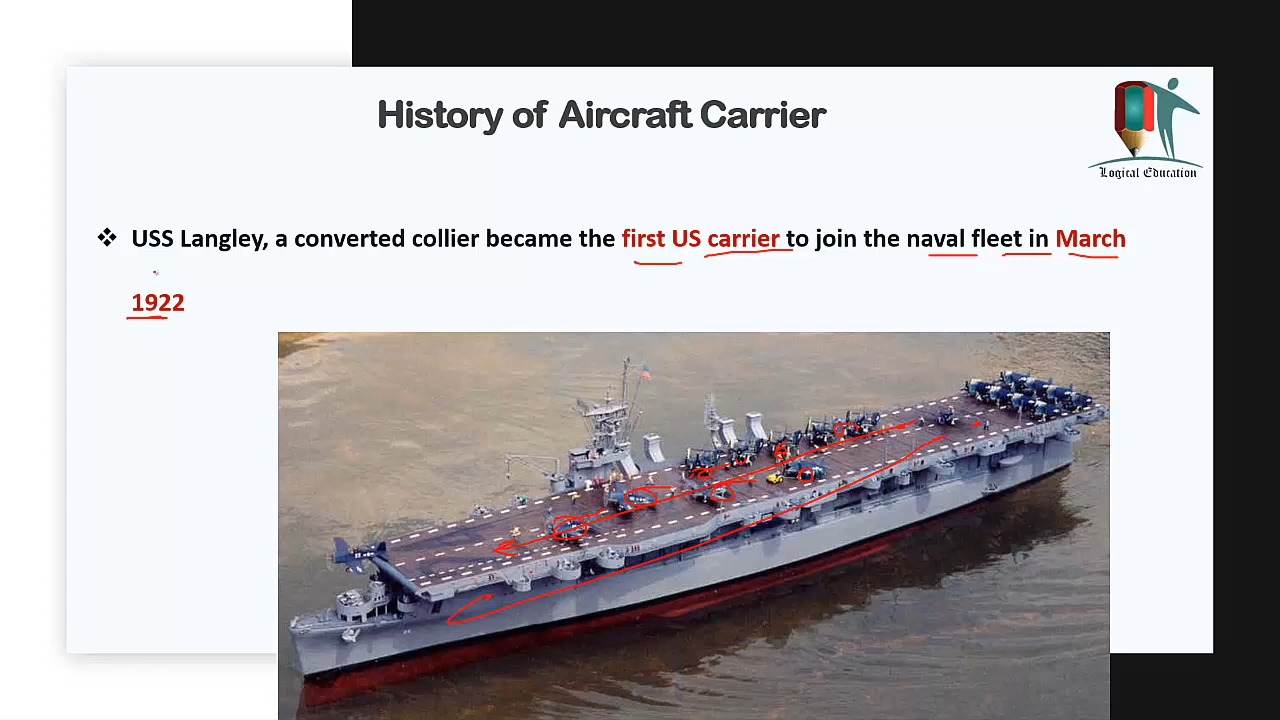 History of Aircraft Carrier
Logical Education
❖ USS Langley, a converted collier became the first US carrier to join the naval fleet in March
1922